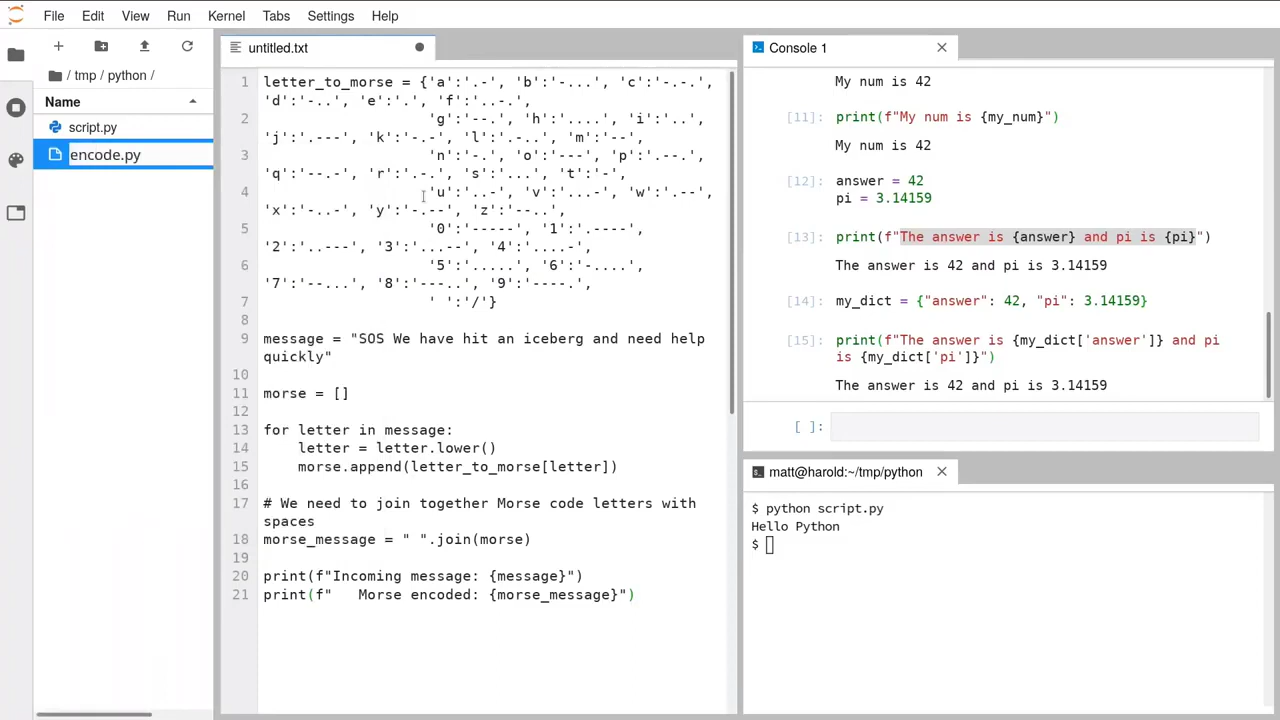 File Edit View Run Kernel Tabs Settings Help
/ tmp / python /
Name
script.py
encode.py
untitled.txt
1 letter_to_morse = {'a':'.-', 'b':'-...', 'c':'-.-.',
'd':'-..', 'e':'.', 'f':'..-.',
2 'g':'--.', 'h':'....', 'i':'..',
'j':'.---', 'k':'-.-', 'l':'.-..', 'm':'--',
3 'n':'-.', 'o':'---', 'p':'.--.',
'q':'--.-', 'r':'.-.', 's':'...', 't':'-',
4 'u':'..-', 'v':'...-', 'w':'.--',
'x':'-..-', 'y':'-.--', 'z':'--..',
5 '0':'-----', '1':'.----',
'2':'..---', '3':'...--', '4':'....-',
6 '5':'.....', '6':'-....',
'7':'--...', '8':'---..', '9':'----.',
7 ' ':'/'}
8
9 message = "SOS We have hit an iceberg and need help
quickly"
10
11 morse = []
12
13 for letter in message:
14 letter = letter.lower()
15 morse.append(letter_to_morse[letter])
16
17 # We need to join together Morse code letters with
spaces
18 morse_message = " ".join(morse)
19
20 print(f"Incoming message: {message}")
21 print(f"   Morse encoded: {morse_message}")
Console 1
My num is 42
[11]: print(f"My num is {my_num}")
My num is 42
[12]: answer = 42
pi = 3.14159
[13]: print(f"The answer is {answer} and pi is {pi}")
The answer is 42 and pi is 3.14159
[14]: my_dict = {"answer": 42, "pi": 3.14159}
[15]: print(f"The answer is {my_dict['answer']} and pi
is {my_dict['pi']}")
The answer is 42 and pi is 3.14159
[ ]:
matt@harold:~/tmp/python
$ python script.py
Hello Python
$